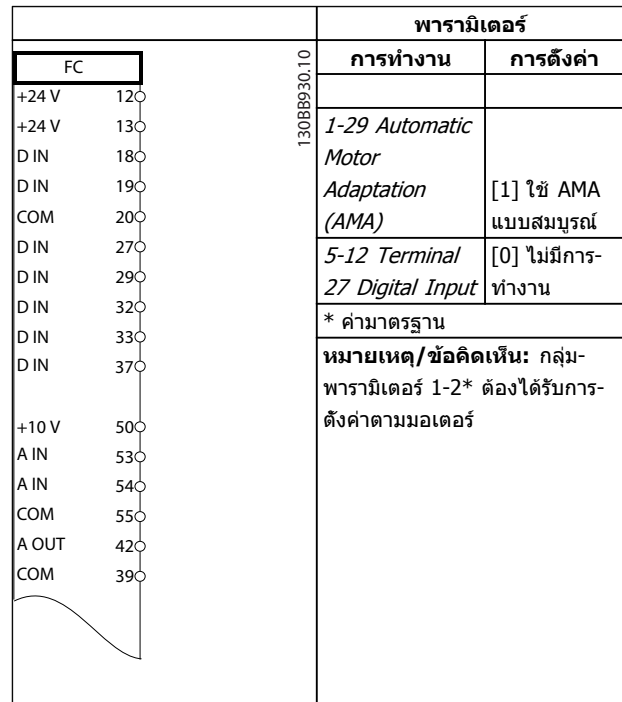 FC
+24 V 12
+24 V 13
D IN 18
D IN 19
COM 20
D IN 27
D IN 29
D IN 32
D IN 33
D IN 37
+10 V 50
A IN 53
A IN 54
COM 55
A OUT 42
COM 39
130BB930.10
พารามิเตอร์
การทำงาน การตั้งค่า
1-29 Automatic
Motor
Adaptation
(AMA)
[1] ใช้ AMA
แบบสมบูรณ์
5-12 Terminal
27 Digital Input
[0] ไม่มีการ-
ทำงาน
* ค่ามาตรฐาน
หมายเหตุ/ข้อคิดเห็น: กลุ่ม-
พารามิเตอร์ 1-2* ต้องได้รับการ-
ตั้งค่าตามมอเตอร์